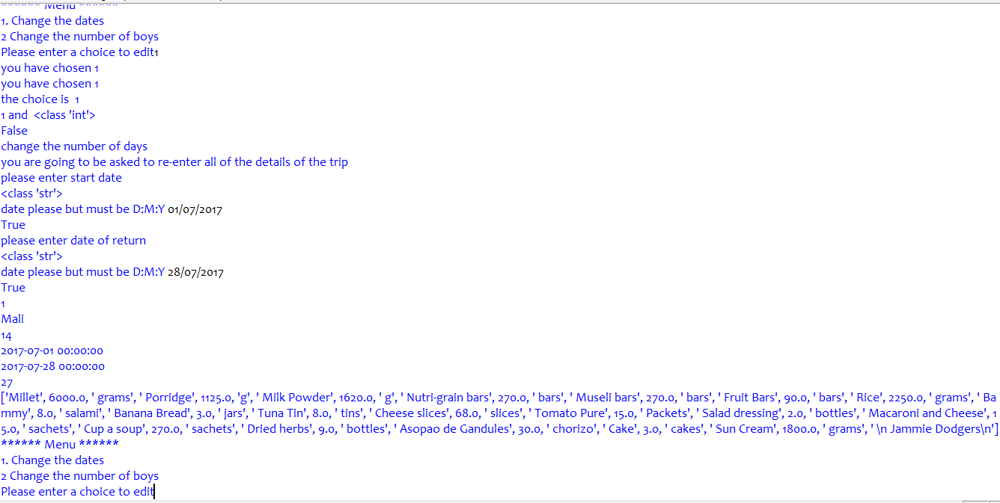 ****** Menu ******
1. Change the dates
2 Change the number of boys
Please enter a choice to edit1
you have chosen 1
you have chosen 1
the choice is  1
1 and  <class 'int'>
False
change the number of days
you are going to be asked to re-enter all of the details of the trip
please enter start date
<class 'str'>
date please but must be D:M:Y 01/07/2017
True
please enter date of return
<class 'str'>
date please but must be D:M:Y 28/07/2017
True
1
Mali
14
2017-07-01 00:00:00
2017-07-28 00:00:00
27
['Millet', 6000.0, ' grams', ' Porridge', 1125.0, 'g', ' Milk Powder', 1620.0, ' g', ' Nutri-grain bars', 270.0, ' bars', ' Museli bars', 270.0, ' bars', ' Fruit Bars', 90.0, ' bars', ' Rice', 2250.0, ' grams', ' Ba
mmy', 8.0, ' salami', ' Banana Bread', 3.0, ' jars', ' Tuna Tin', 8.0, ' tins', ' Cheese slices', 68.0, ' slices', ' Tomato Pure', 15.0, ' Packets', ' Salad dressing', 2.0, ' bottles', ' Macaroni and Cheese', 1
5.0, ' sachets', ' Cup a soup', 270.0, ' sachets', ' Dried herbs', 9.0, ' bottles', ' Asopao de Gandules', 30.0, ' chorizo', ' Cake', 3.0, ' cakes', ' Sun Cream', 1800.0, ' grams', ' \n Jammie Dodgers\n']
****** Menu ******
1. Change the dates
2 Change the number of boys
Please enter a choice to edit